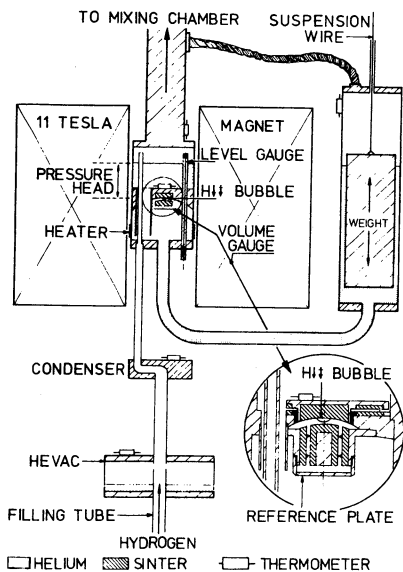 TO MIXING CHAMBER
SUSPENSION
WIRE
11 TESLA
MAGNET
LEVEL GAUGE
PRESSURE
HEAD
H↓↕ BUBBLE
HEATER
VOLUME
GAUGE
WEIGHT
CONDENSER
H↓↕ BUBBLE
HEVAC
FILLING TUBE
REFERENCE PLATE
HYDROGEN
HELIUM
SINTER
THERMOMETER